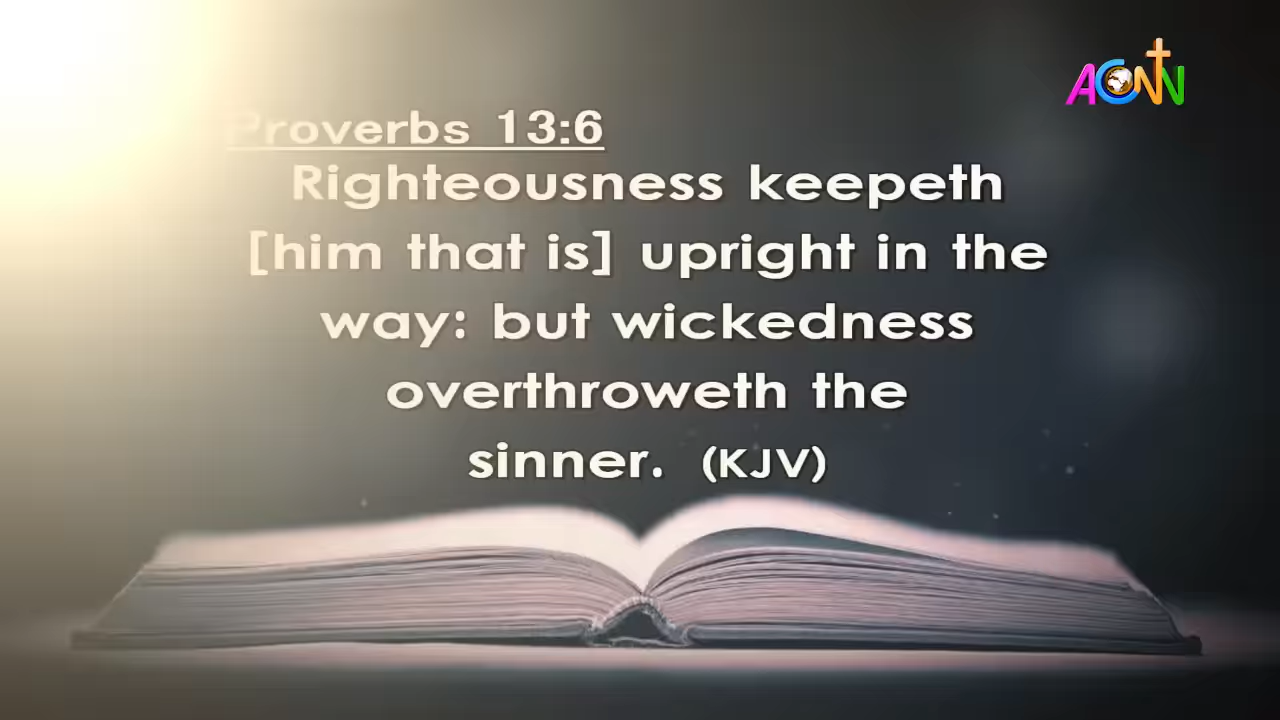 ACNN
Proverbs 13:6
Righteousness keepeth
[him that is] upright in the
way: but wickedness
overthroweth the
sinner. (KJV)